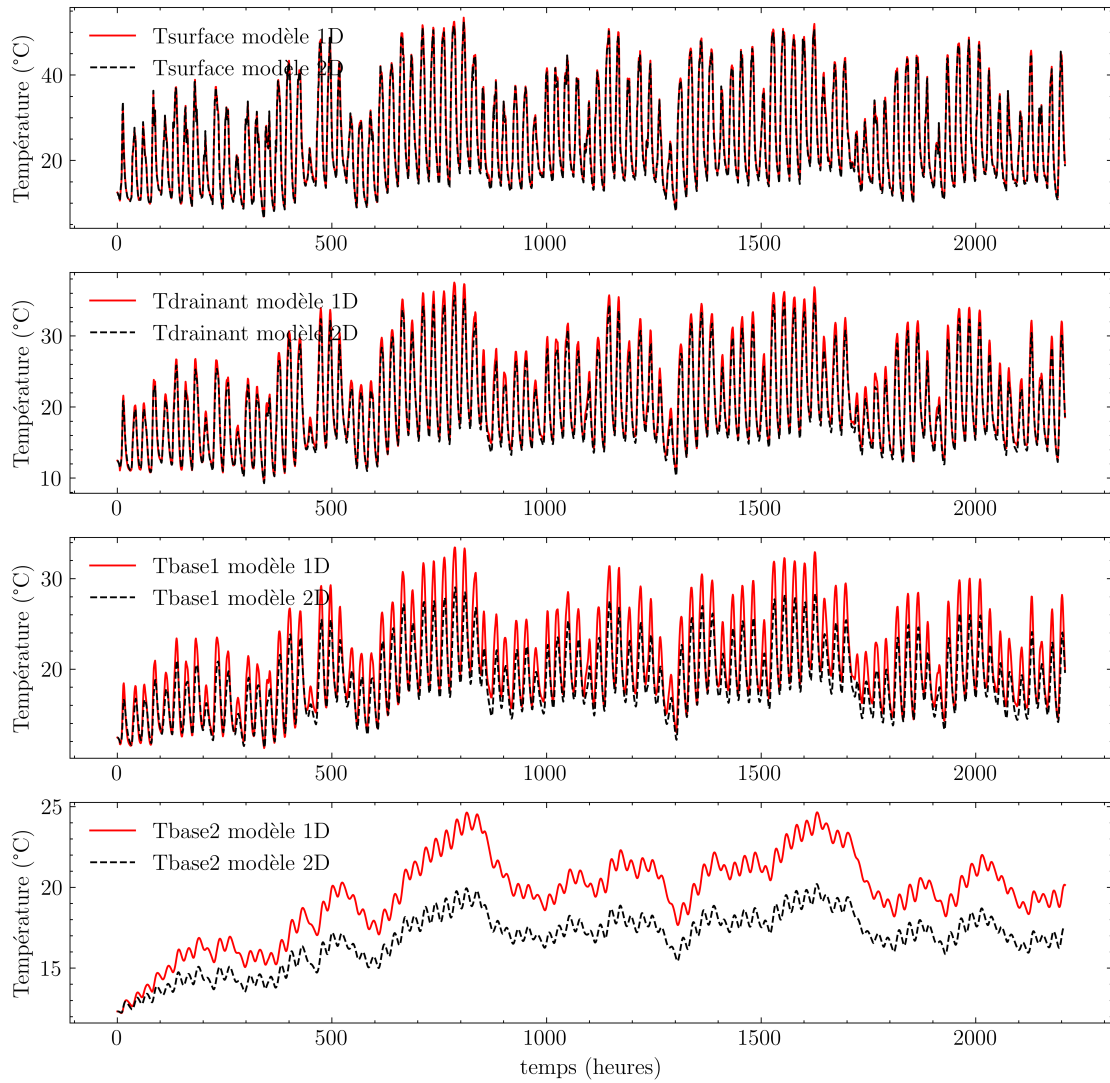 Température (°C)
Tsurface modèle 1D
Tsurface modèle 2D
40
20
0
500
1000
1500
2000
Température (°C)
Tdrainant modèle 1D
Tdrainant modèle 2D
30
20
10
0
500
1000
1500
2000
Température (°C)
Tbase1 modèle 1D
Tbase1 modèle 2D
30
20
0
500
1000
1500
2000
Température (°C)
Tbase2 modèle 1D
Tbase2 modèle 2D
25
20
15
0
500
1000
1500
2000
temps (heures)